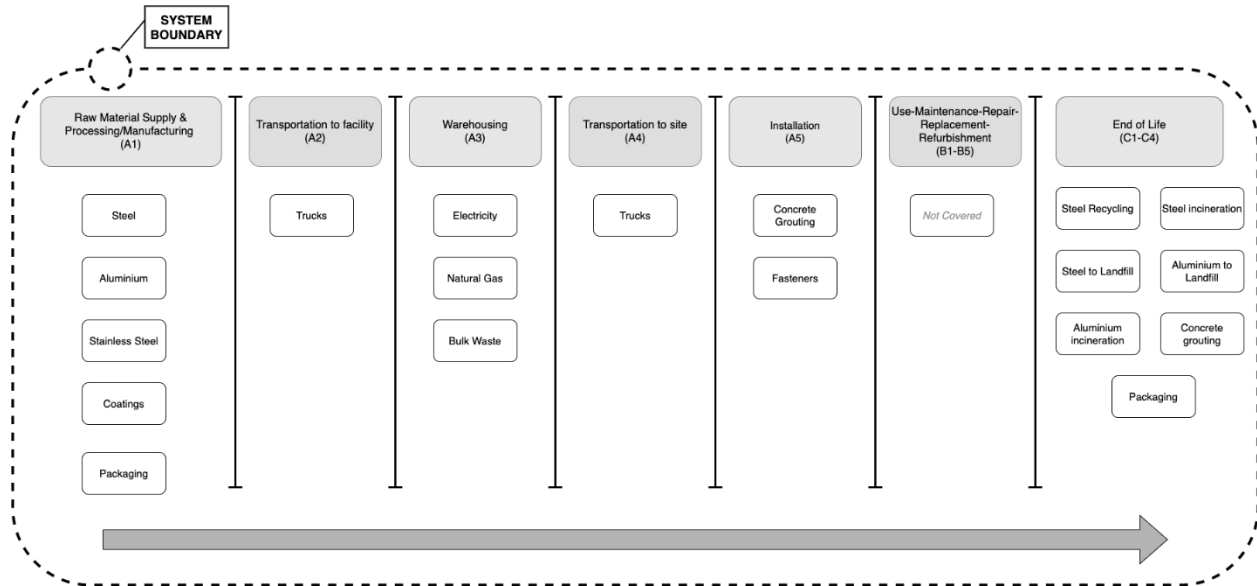 SYSTEM
BOUNDARY
Raw Material Supply &
Processing/Manufacturing
(A1)
Steel
Aluminium
Stainless Steel
Coatings
Packaging
Transportation to facility
(A2)
Trucks
Warehousing
(A3)
Electricity
Natural Gas
Bulk Waste
Transportation to site
(A4)
Trucks
Installation
(A5)
Concrete
Grouting
Fasteners
Use-Maintenance-Repair-
Replacement-
Refurbishment
(B1-B5)
Not Covered
End of Life
(C1-C4)
Steel Recycling
Steel incineration
Steel to Landfill
Aluminium to
Landfill
Aluminium
incineration
Concrete
grouting
Packaging